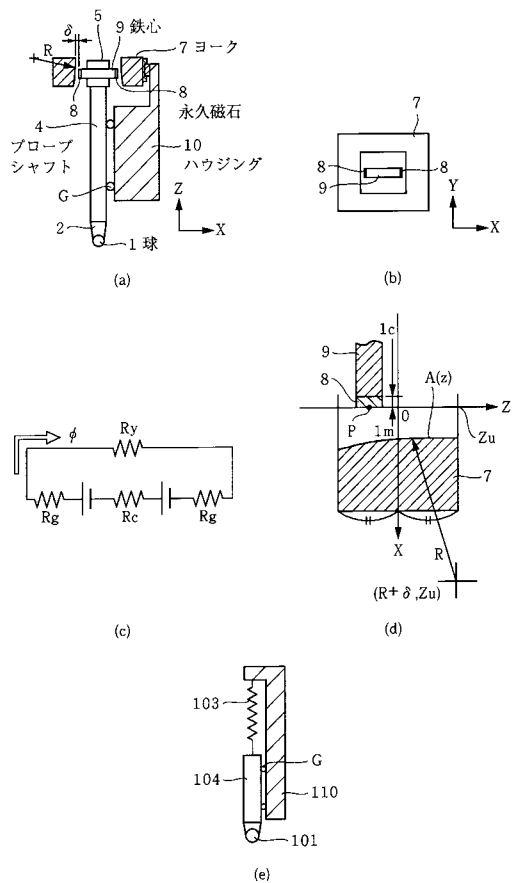 δ
R
5
9 鉄心
7 ヨーク
8
8
永久磁石
4
プローブ
シャフト
10
ハウジング
G
Z
X
2
1 球
(a)
7
8
8
9
Y
X
(b)
φ
Ry
Rg
Rc
Rg
(c)
1c
9
8
A(z)
P
0
Z
1m
Zu
7
X
R
(R+δ,Zu)
(d)
103
G
104
110
101
(e)